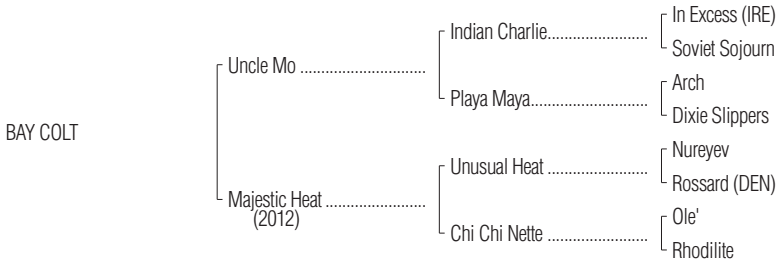 In Excess (IRE)
Indian Charlie
Soviet Sojourn
Uncle Mo
Arch
Playa Maya
Dixie Slippers
BAY COLT
Nureyev
Unusual Heat
Rossard (DEN)
Majestic Heat
(2012)
Ole'
Chi Chi Nette
Rhodilite